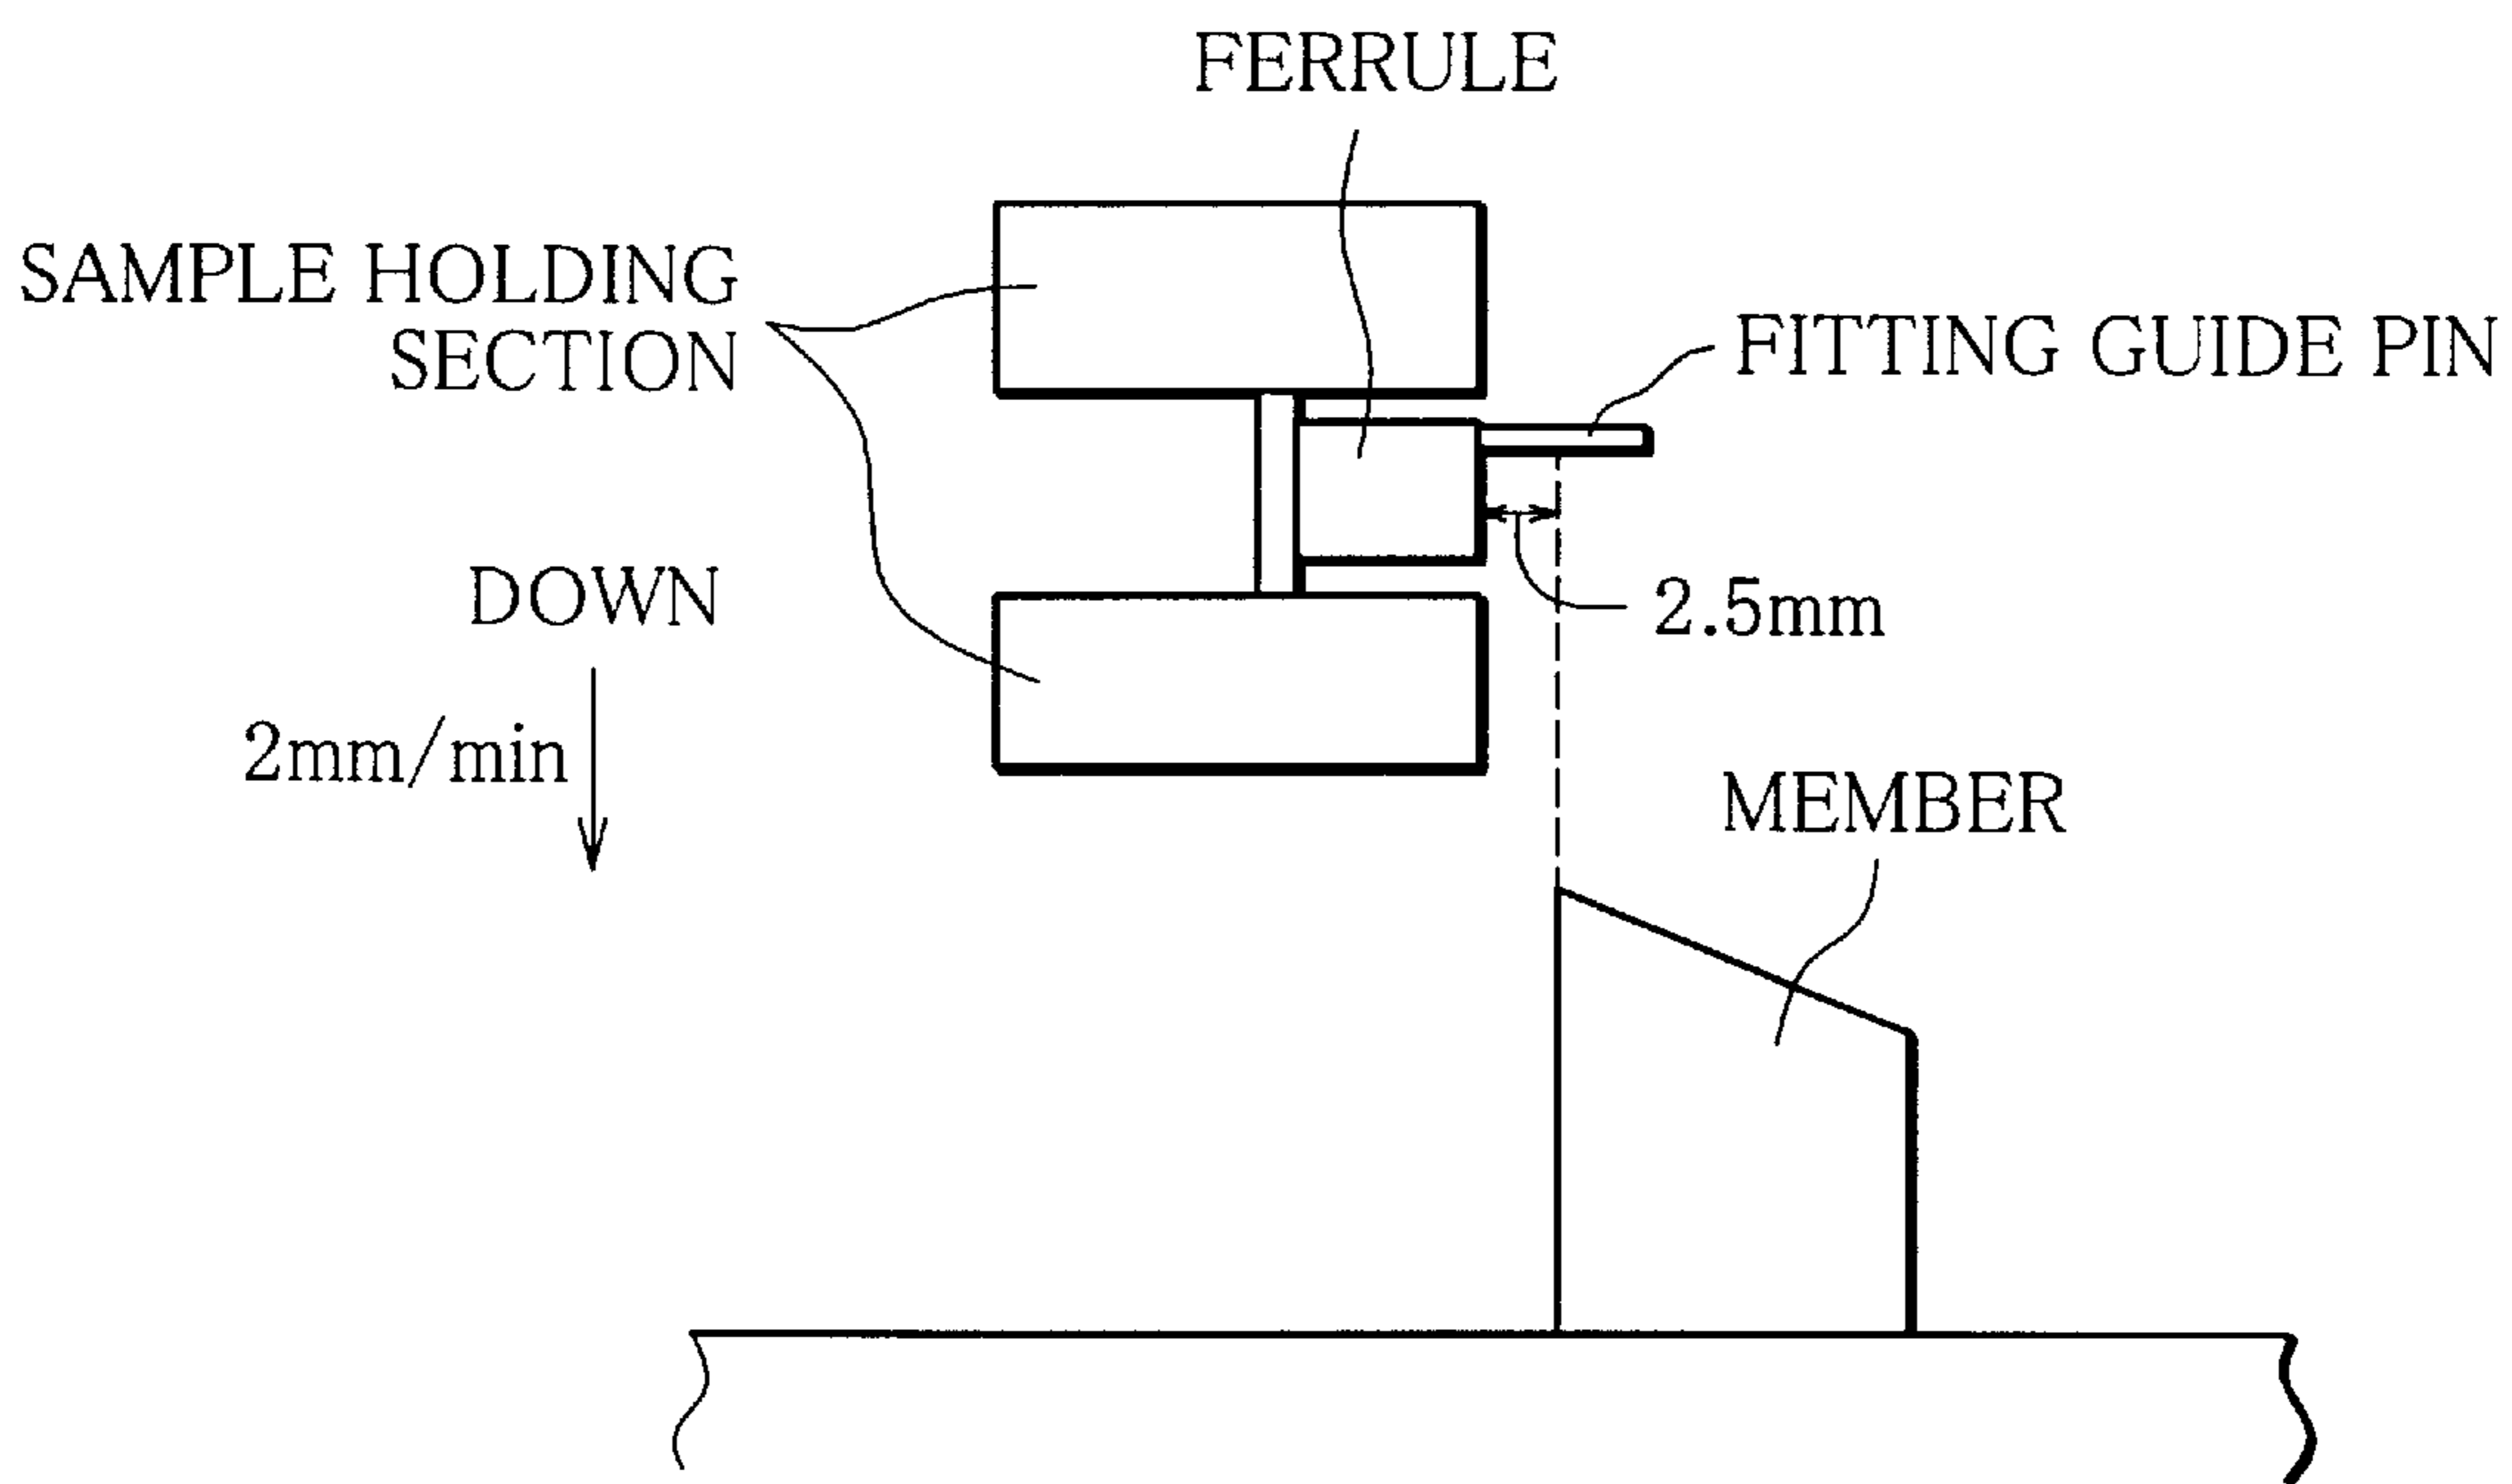 FERRULE
SAMPLE HOLDING
SECTION
FITTING GUIDE PIN
DOWN
2.5mm
2mm/min
MEMBER